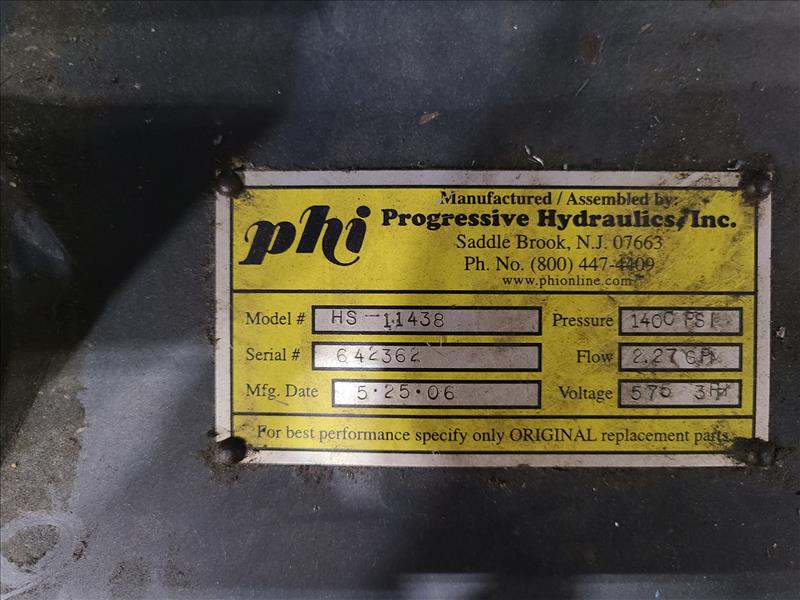 phi
Manufactured / Assembled by:
Progressive Hydraulics, Inc.
Saddle Brook, N.J. 07663
Ph. No. (800) 447-4409
www.phionline.com
Model # HS-11438
Pressure 1400 PSI
Serial # 642362
Flow 2.27 GPM
Mfg. Date 5·25·06
Voltage 575 3PH
For best performance specify only ORIGINAL replacement parts.